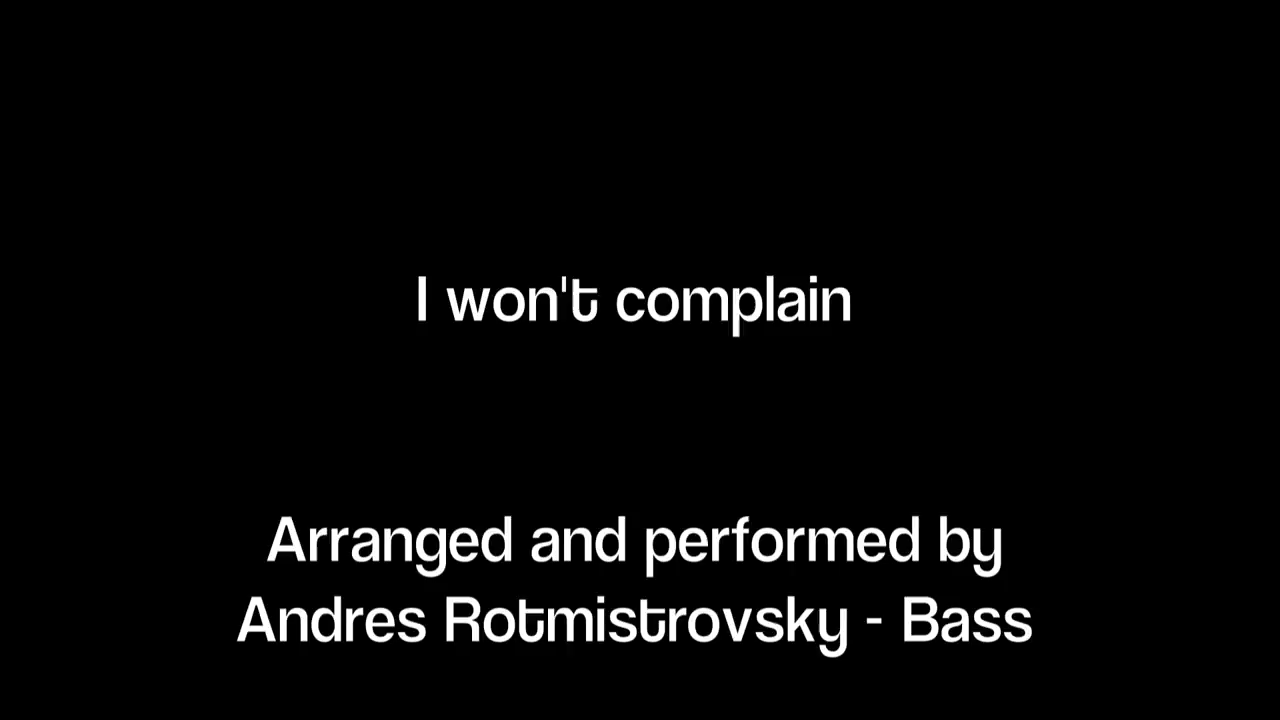 I won't complain
Arranged and performed by
Andres Rotmistrovsky - Bass